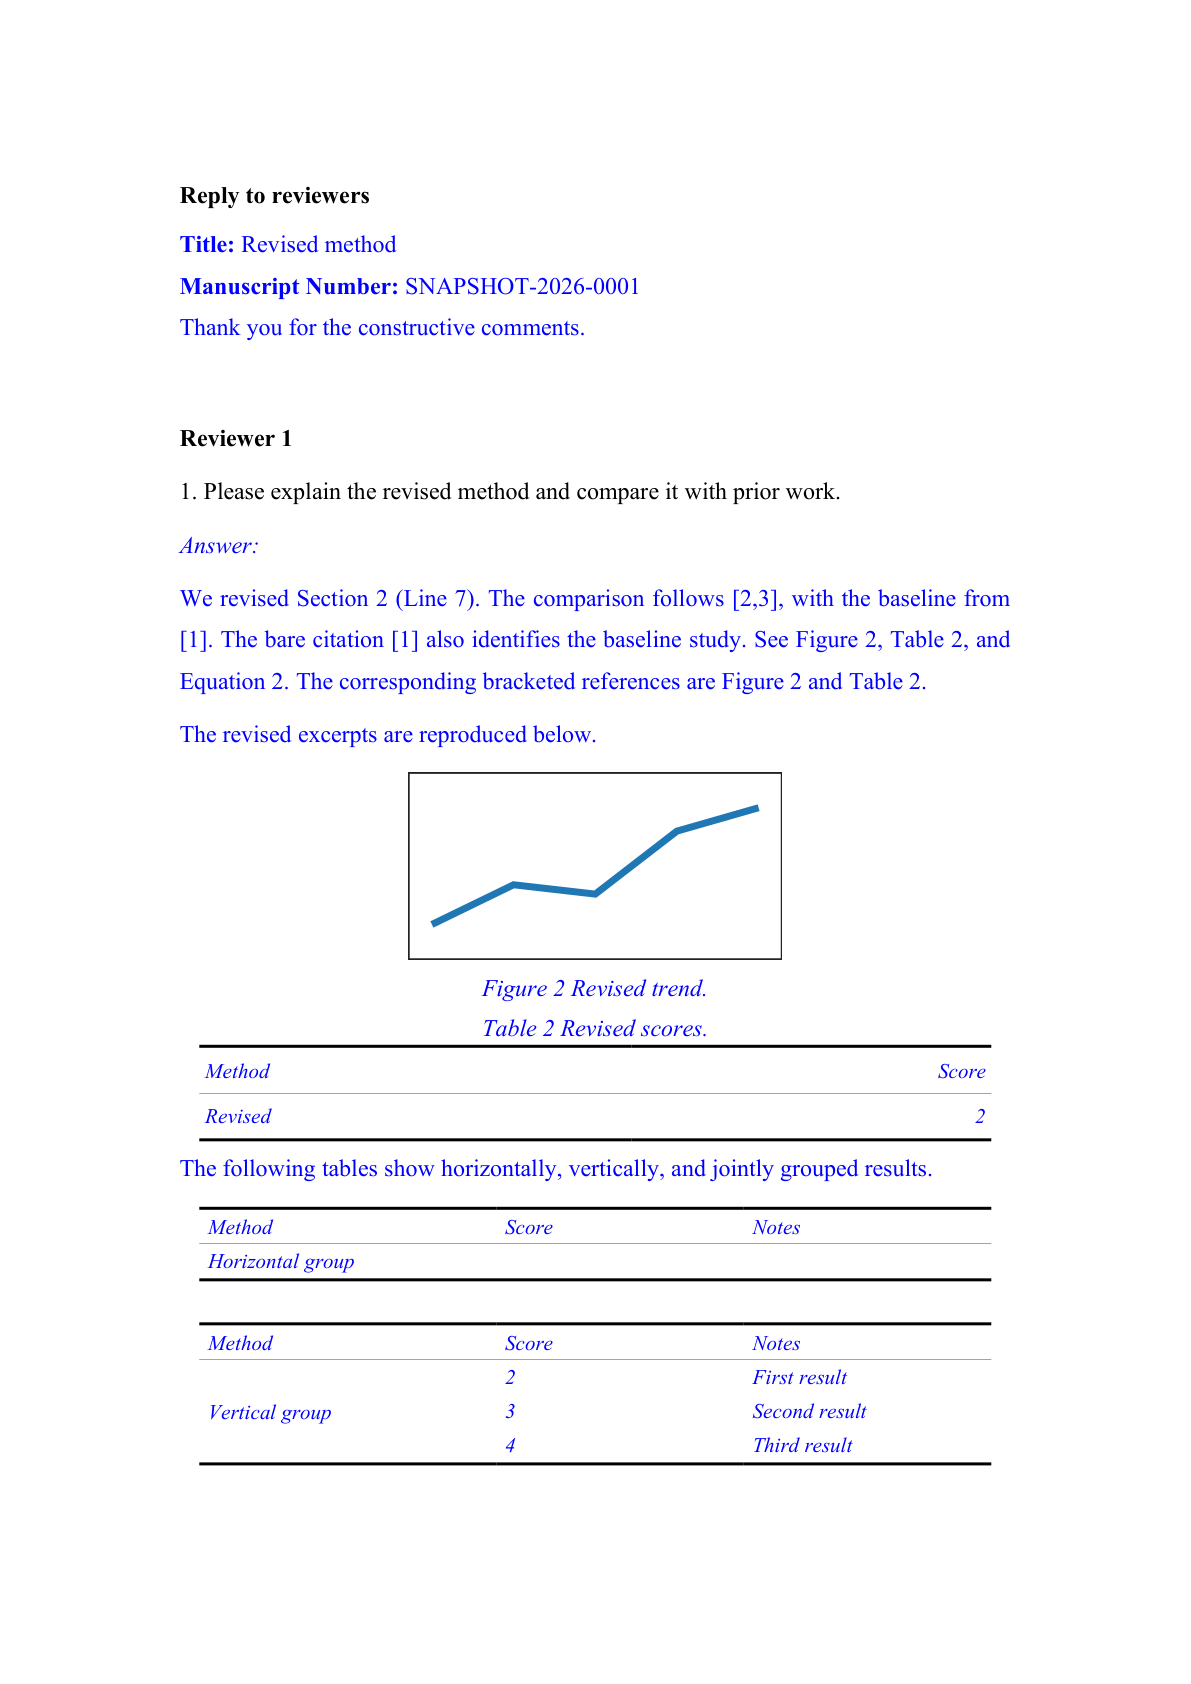 Reply to reviewers
Title: Revised method
Manuscript Number: SNAPSHOT-2026-0001
Thank you for the constructive comments.
Reviewer 1
1. Please explain the revised method and compare it with prior work.
Answer:
We revised Section 2 (Line 7). The comparison follows [2,3], with the baseline from
[1]. The bare citation [1] also identifies the baseline study. See Figure 2, Table 2, and
Equation 2. The corresponding bracketed references are Figure 2 and Table 2.
The revised excerpts are reproduced below.
Figure 2 Revised trend.
Table 2 Revised scores.
Method Score
Revised 2
The following tables show horizontally, vertically, and jointly grouped results.
Method Score Notes
Horizontal group
Method Score Notes
2 First result
Vertical group 3 Second result
4 Third result